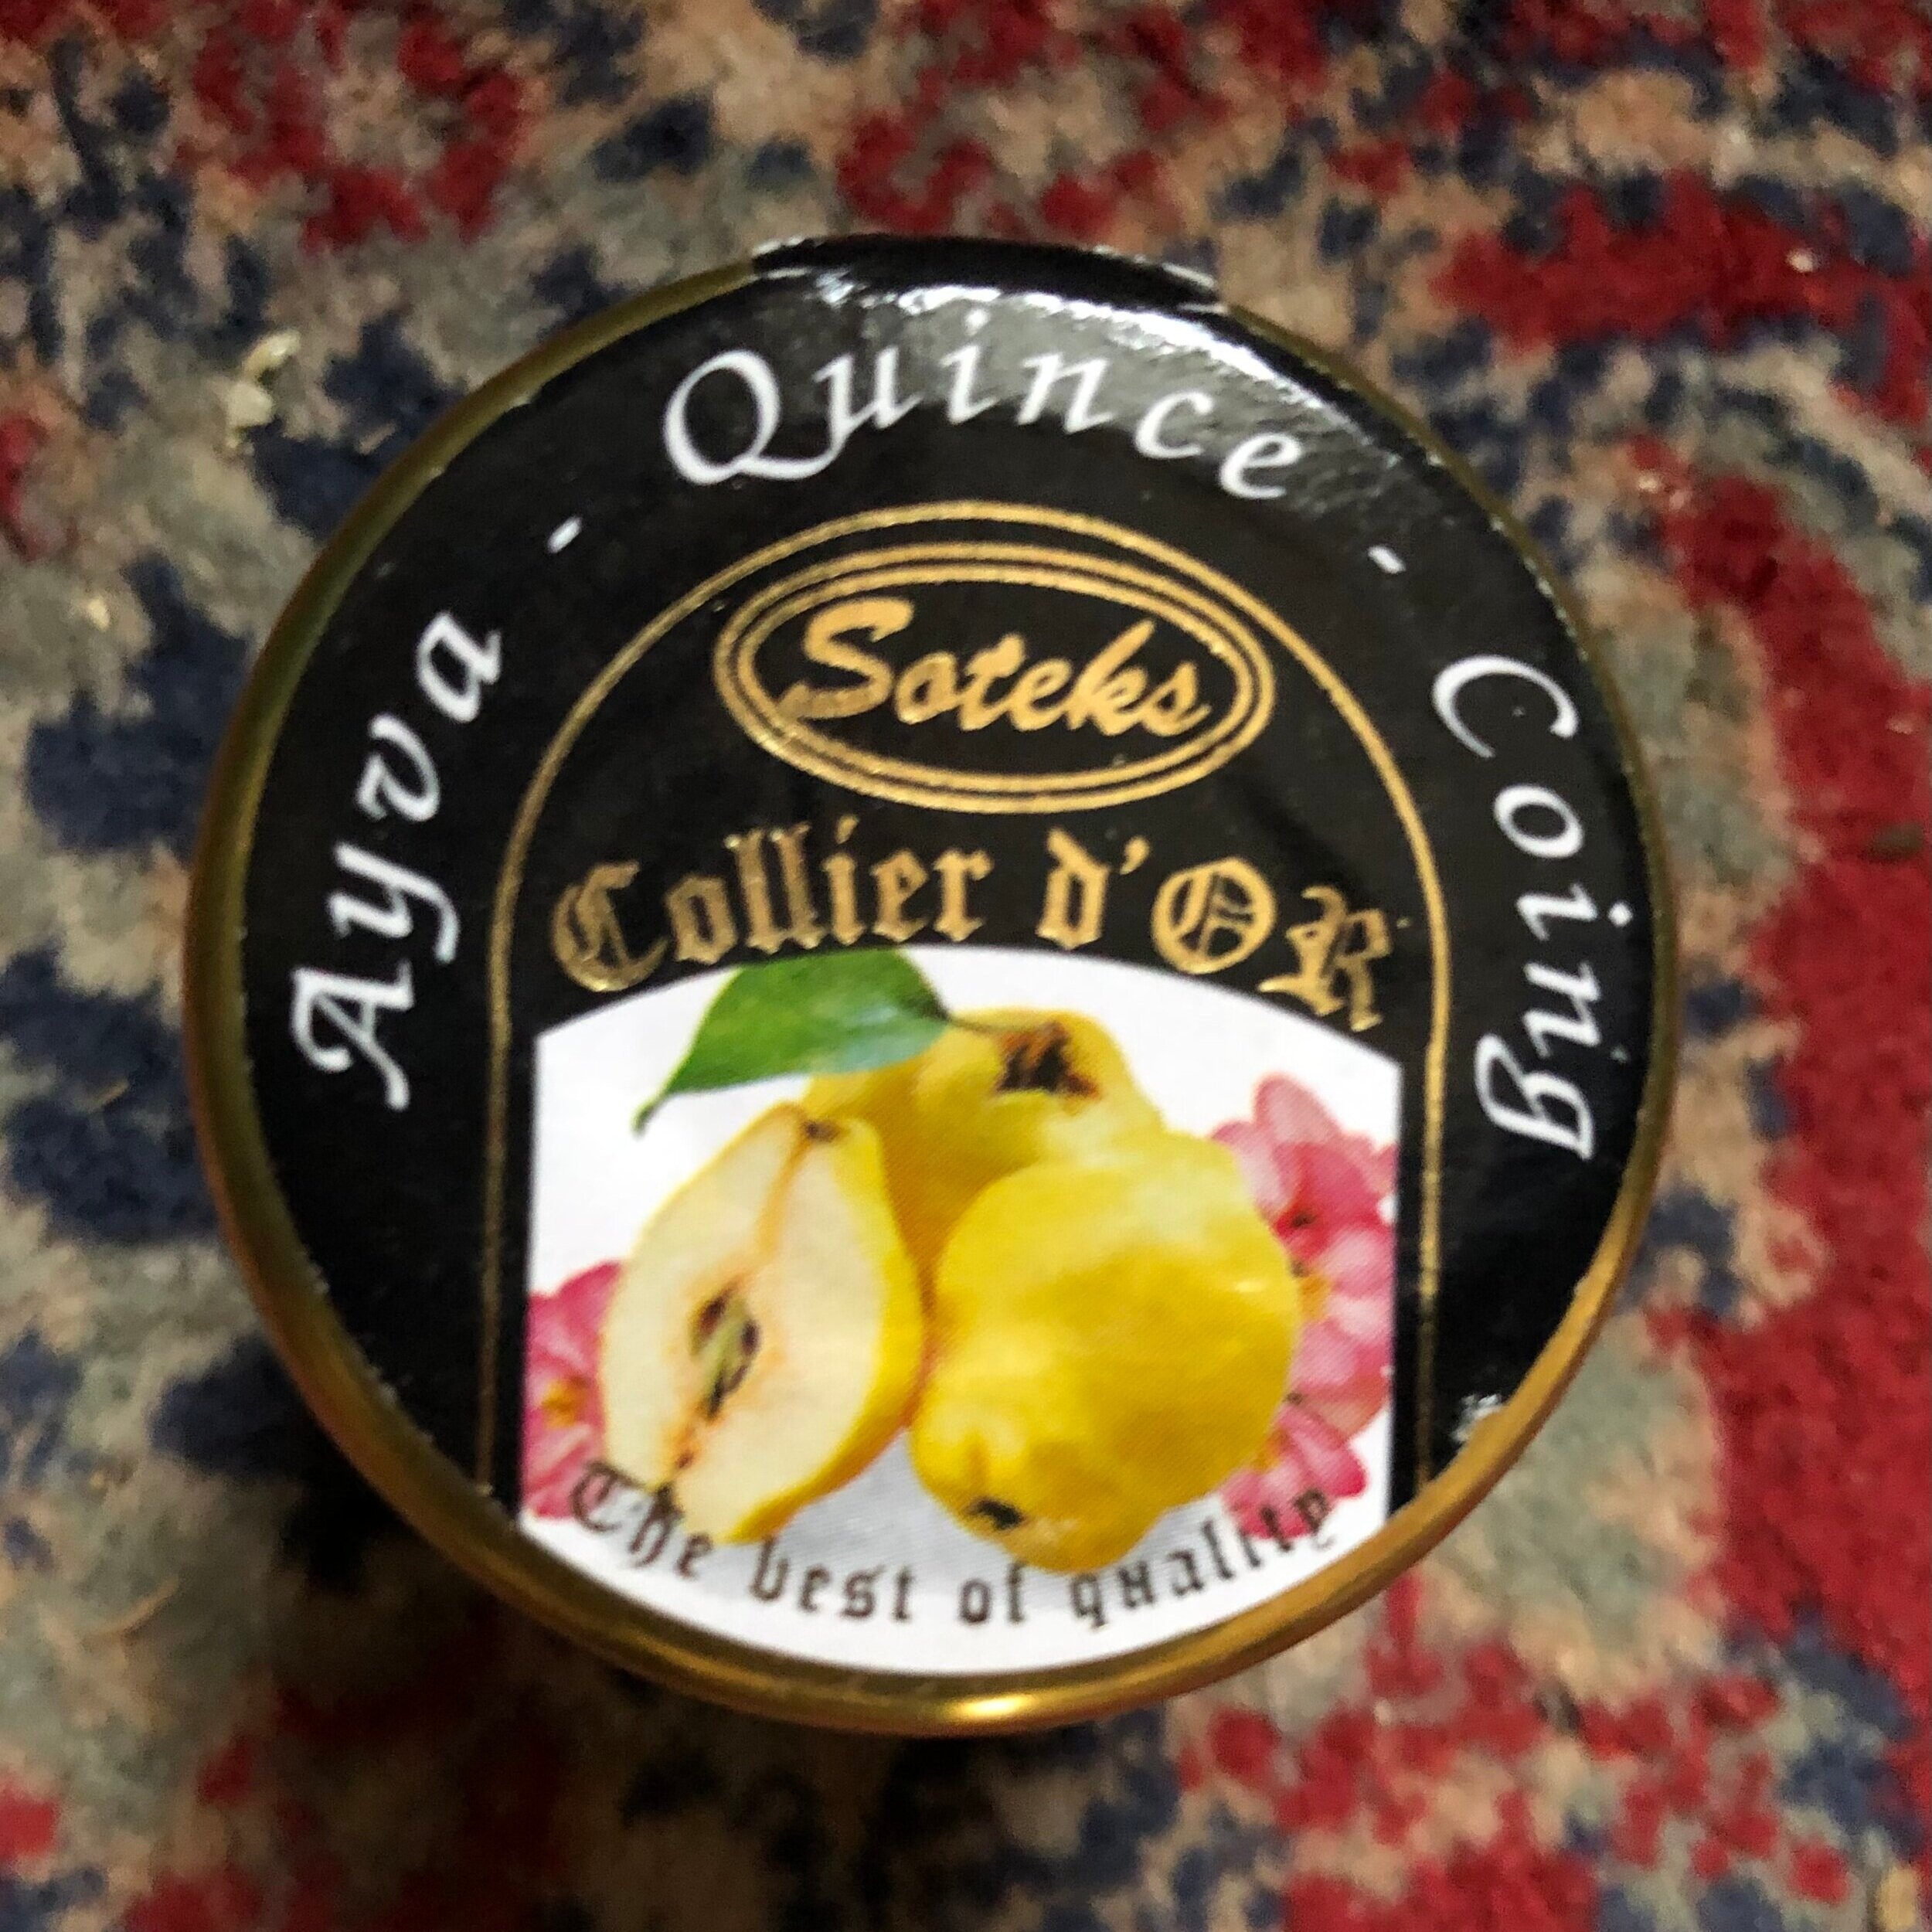 Ayva - Quince - Coing
Soteks
Collier d'OR
The best of quality